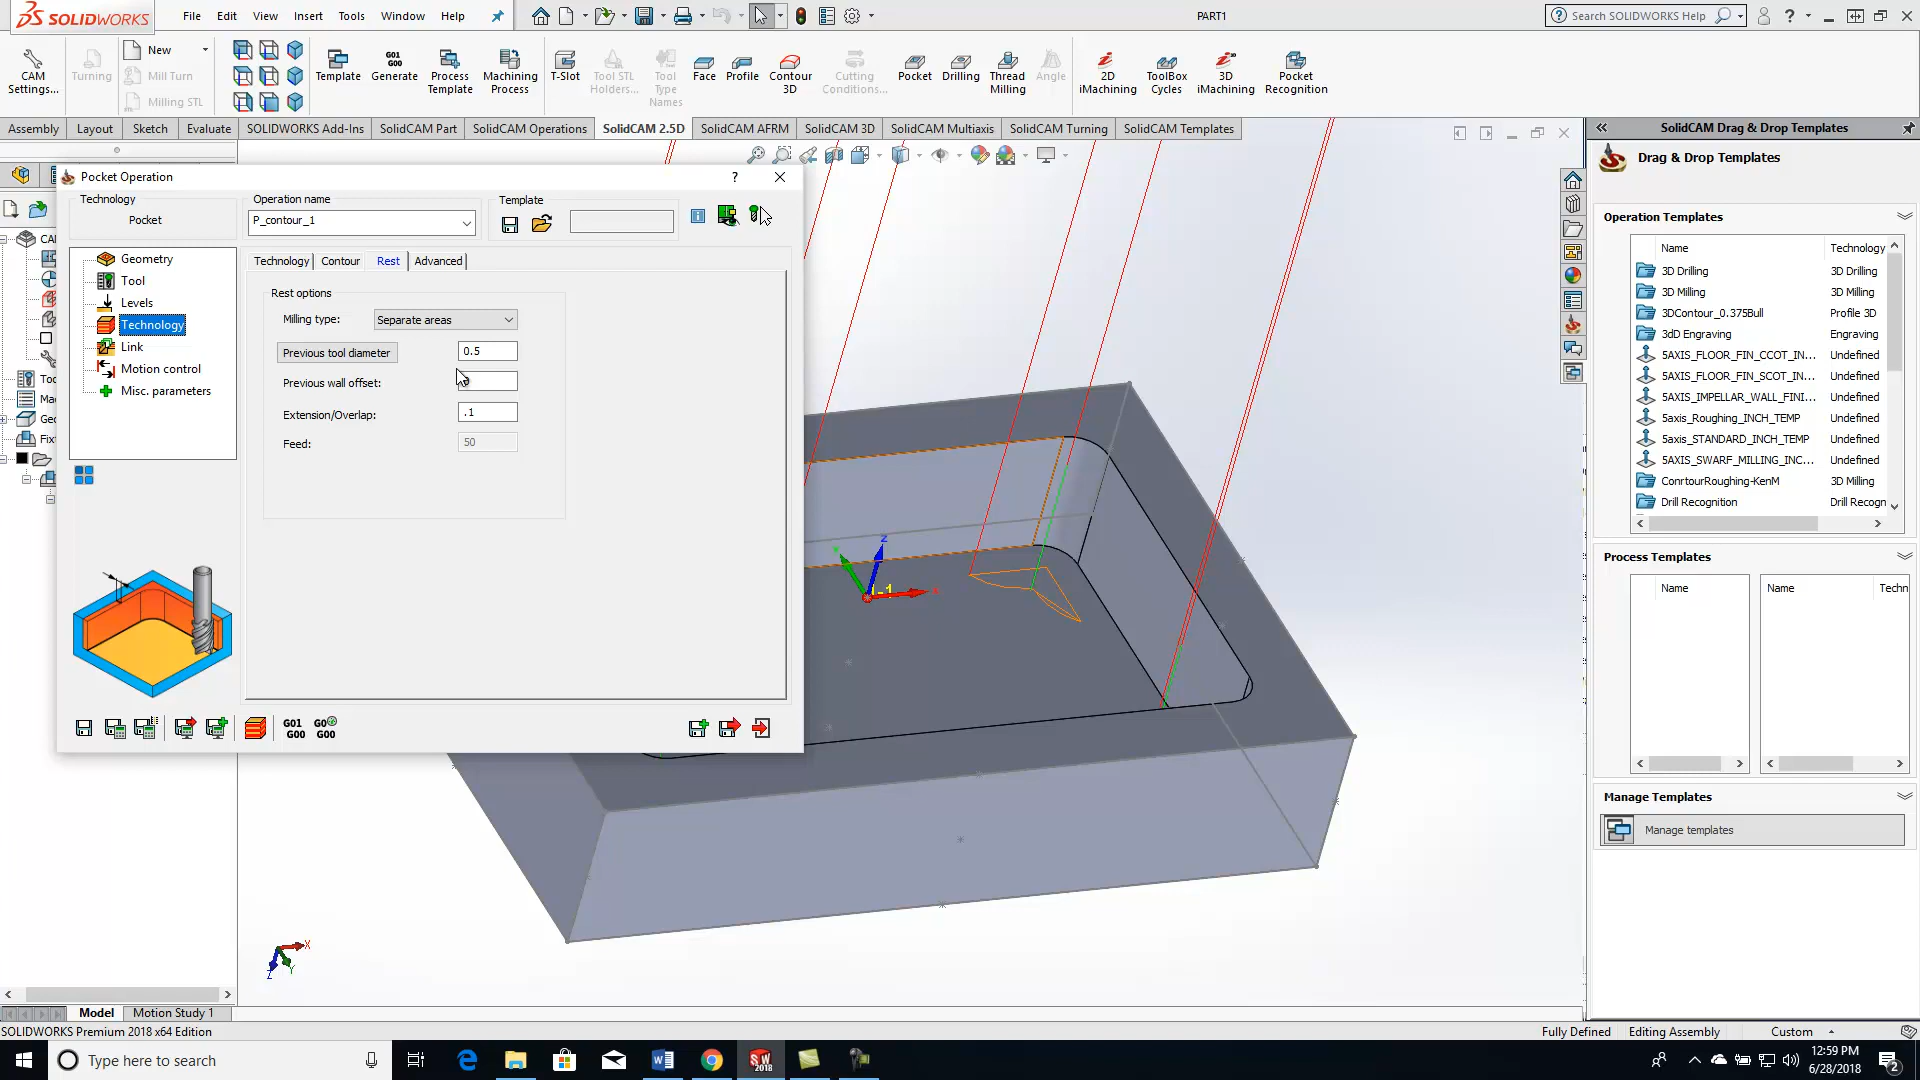 SOLIDWORKS
File Edit View Insert Tools Window Help
PART1
Search SOLIDWORKS Help
CAM Settings...
Turning
New
Mill Turn
Milling STL
Template
G01 G00 Generate
Process Template
Machining Process
T-Slot
Tool STL Holders...
Tool Type Names
Face
Profile
Contour 3D
Cutting Conditions...
Pocket
Drilling
Thread Milling
Angle
2D iMachining
ToolBox Cycles
3D iMachining
Pocket Recognition
Assembly Layout Sketch Evaluate SOLIDWORKS Add-Ins SolidCAM Part SolidCAM Operations SolidCAM 2.5D SolidCAM AFRM SolidCAM 3D SolidCAM Multiaxis SolidCAM Turning SolidCAM Templates
Pocket Operation
Technology
Pocket
Operation name
P_contour_1
Template
Geometry
Tool
Levels
Technology
Link
Motion control
Misc. parameters
Technology Contour Rest Advanced
Rest options
Milling type: Separate areas
Previous tool diameter 0.5
Previous wall offset:
Extension/Overlap: .1
Feed: 50
G01 G00
CA
Too
Ma
Geo
Fix
Z
X
X
Y
Z
SolidCAM Drag & Drop Templates
Drag & Drop Templates
Operation Templates
Name Technology
3D Drilling 3D Drilling
3D Milling 3D Milling
3DContour_0.375Bull Profile 3D
3dD Engraving Engraving
5AXIS_FLOOR_FIN_CCOT_IN... Undefined
5AXIS_FLOOR_FIN_SCOT_IN... Undefined
5AXIS_IMPELLAR_WALL_FINI... Undefined
5axis_Roughing_INCH_TEMP Undefined
5axis_STANDARD_INCH_TEMP Undefined
5AXIS_SWARF_MILLING_INC... Undefined
ConrtourRoughing-KenM 3D Milling
Drill Recognition Drill Recogn
Process Templates
Name
Name Techn
Manage Templates
Manage templates
Model Motion Study 1
SOLIDWORKS Premium 2018 x64 Edition
Fully Defined Editing Assembly Custom
Type here to search
12:59 PM
6/28/2018
2